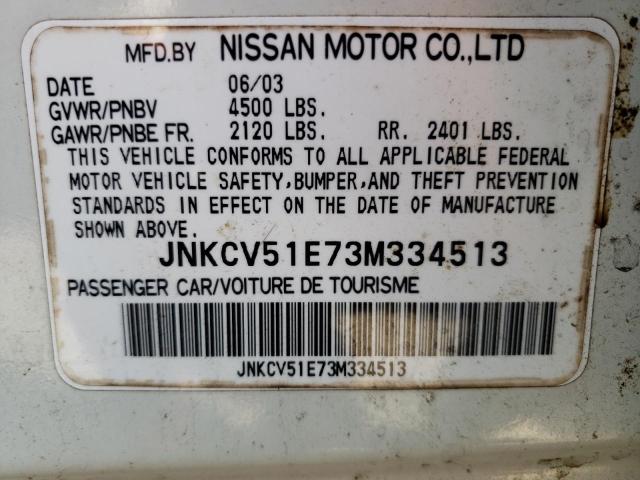 MFD.BY NISSAN MOTOR CO.,LTD
DATE 06/03
GVWR/PNBV 4500 LBS.
GAWR/PNBE FR. 2120 LBS. RR. 2401 LBS.
THIS VEHICLE CONFORMS TO ALL APPLICABLE FEDERAL
MOTOR VEHICLE SAFETY,BUMPER,AND THEFT PREVENTION
STANDARDS IN EFFECT ON THE DATE OF MANUFACTURE
SHOWN ABOVE. JNKCV51E73M334513
PASSENGER CAR/VOITURE DE TOURISME
JNKCV51E73M334513